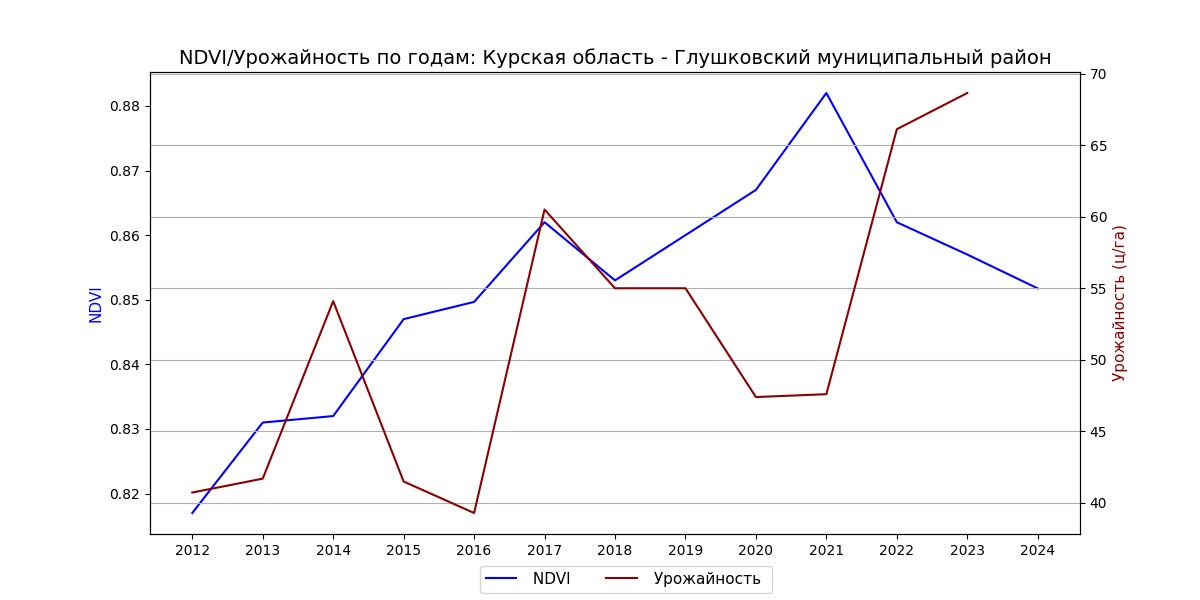 NDVI/Урожайность по годам: Курская область - Глушковский муниципальный район
0.88
0.87
0.86
0.85
0.84
0.83
0.82
NDVI
70
65
60
55
50
45
40
Урожайность (ц/га)
2012 2013 2014 2015 2016 2017 2018 2019 2020 2021 2022 2023 2024
NDVI Урожайность